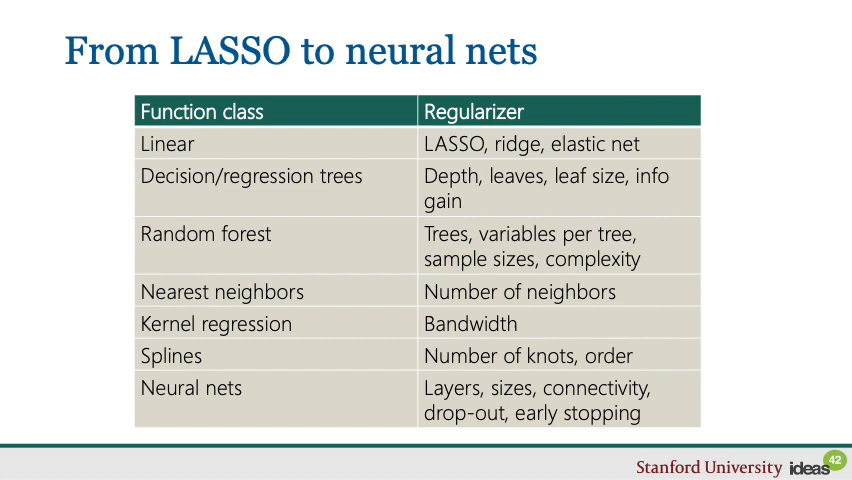 From LASSO to neural nets
Function class
Regularizer
Linear
LASSO, ridge, elastic net
Decision/regression trees
Depth, leaves, leaf size, info
gain
Random forest
Trees, variables per tree,
sample sizes, complexity
Nearest neighbors
Number of neighbors
Kernel regression
Bandwidth
Splines
Number of knots, order
Neural nets
Layers, sizes, connectivity,
drop-out, early stopping
Stanford University ideas 42